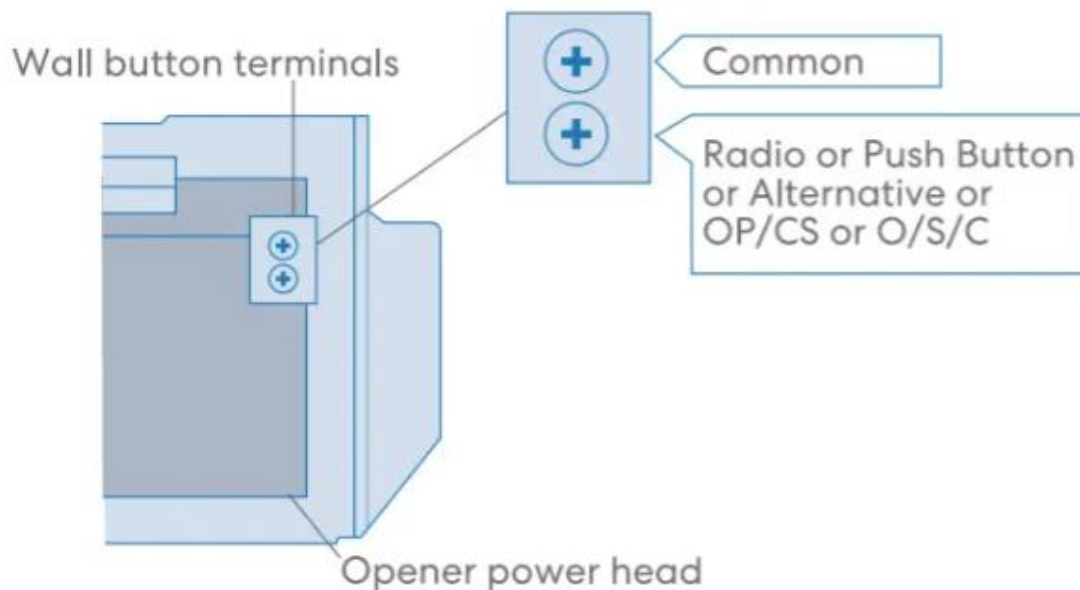 Wall button terminals
Common
Radio or Push Button
or Alternative or
OP/CS or O/S/C
Opener power head